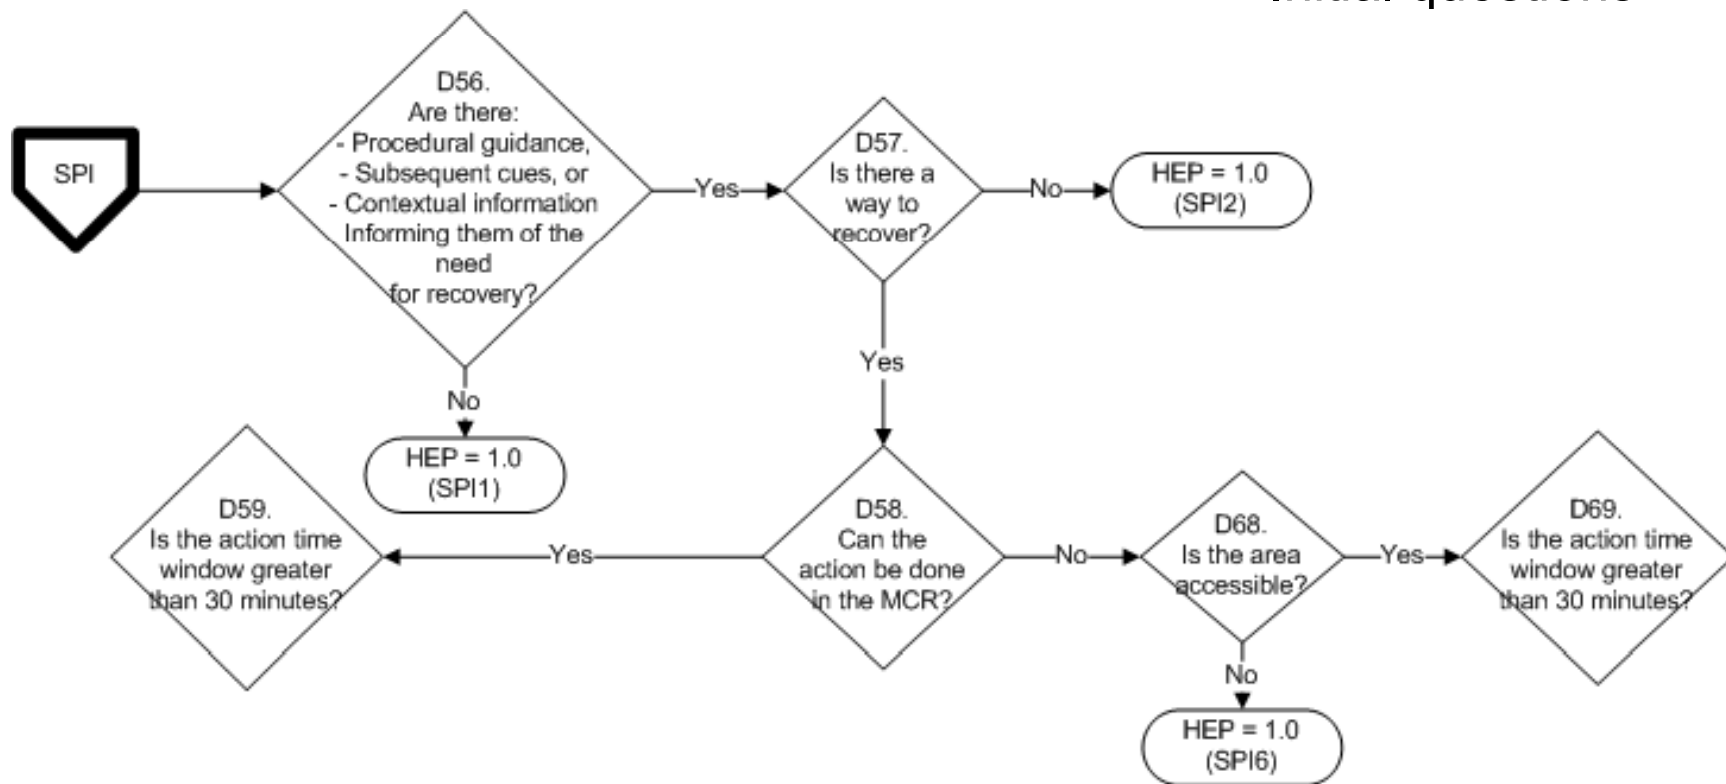 SPI
D56.
Are there:
- Procedural guidance,
- Subsequent cues, or
- Contextual information
Informing them of the
need
for recovery?
Yes
D57.
Is there a
way to
recover?
No
HEP = 1.0
(SPI2)
No
HEP = 1.0
(SPI1)
Yes
D59.
Is the action time
window greater
than 30 minutes?
Yes
D58.
Can the
action be done
in the MCR?
No
D68.
Is the area
accessible?
Yes
D69.
Is the action time
window greater
than 30 minutes?
No
HEP = 1.0
(SPI6)